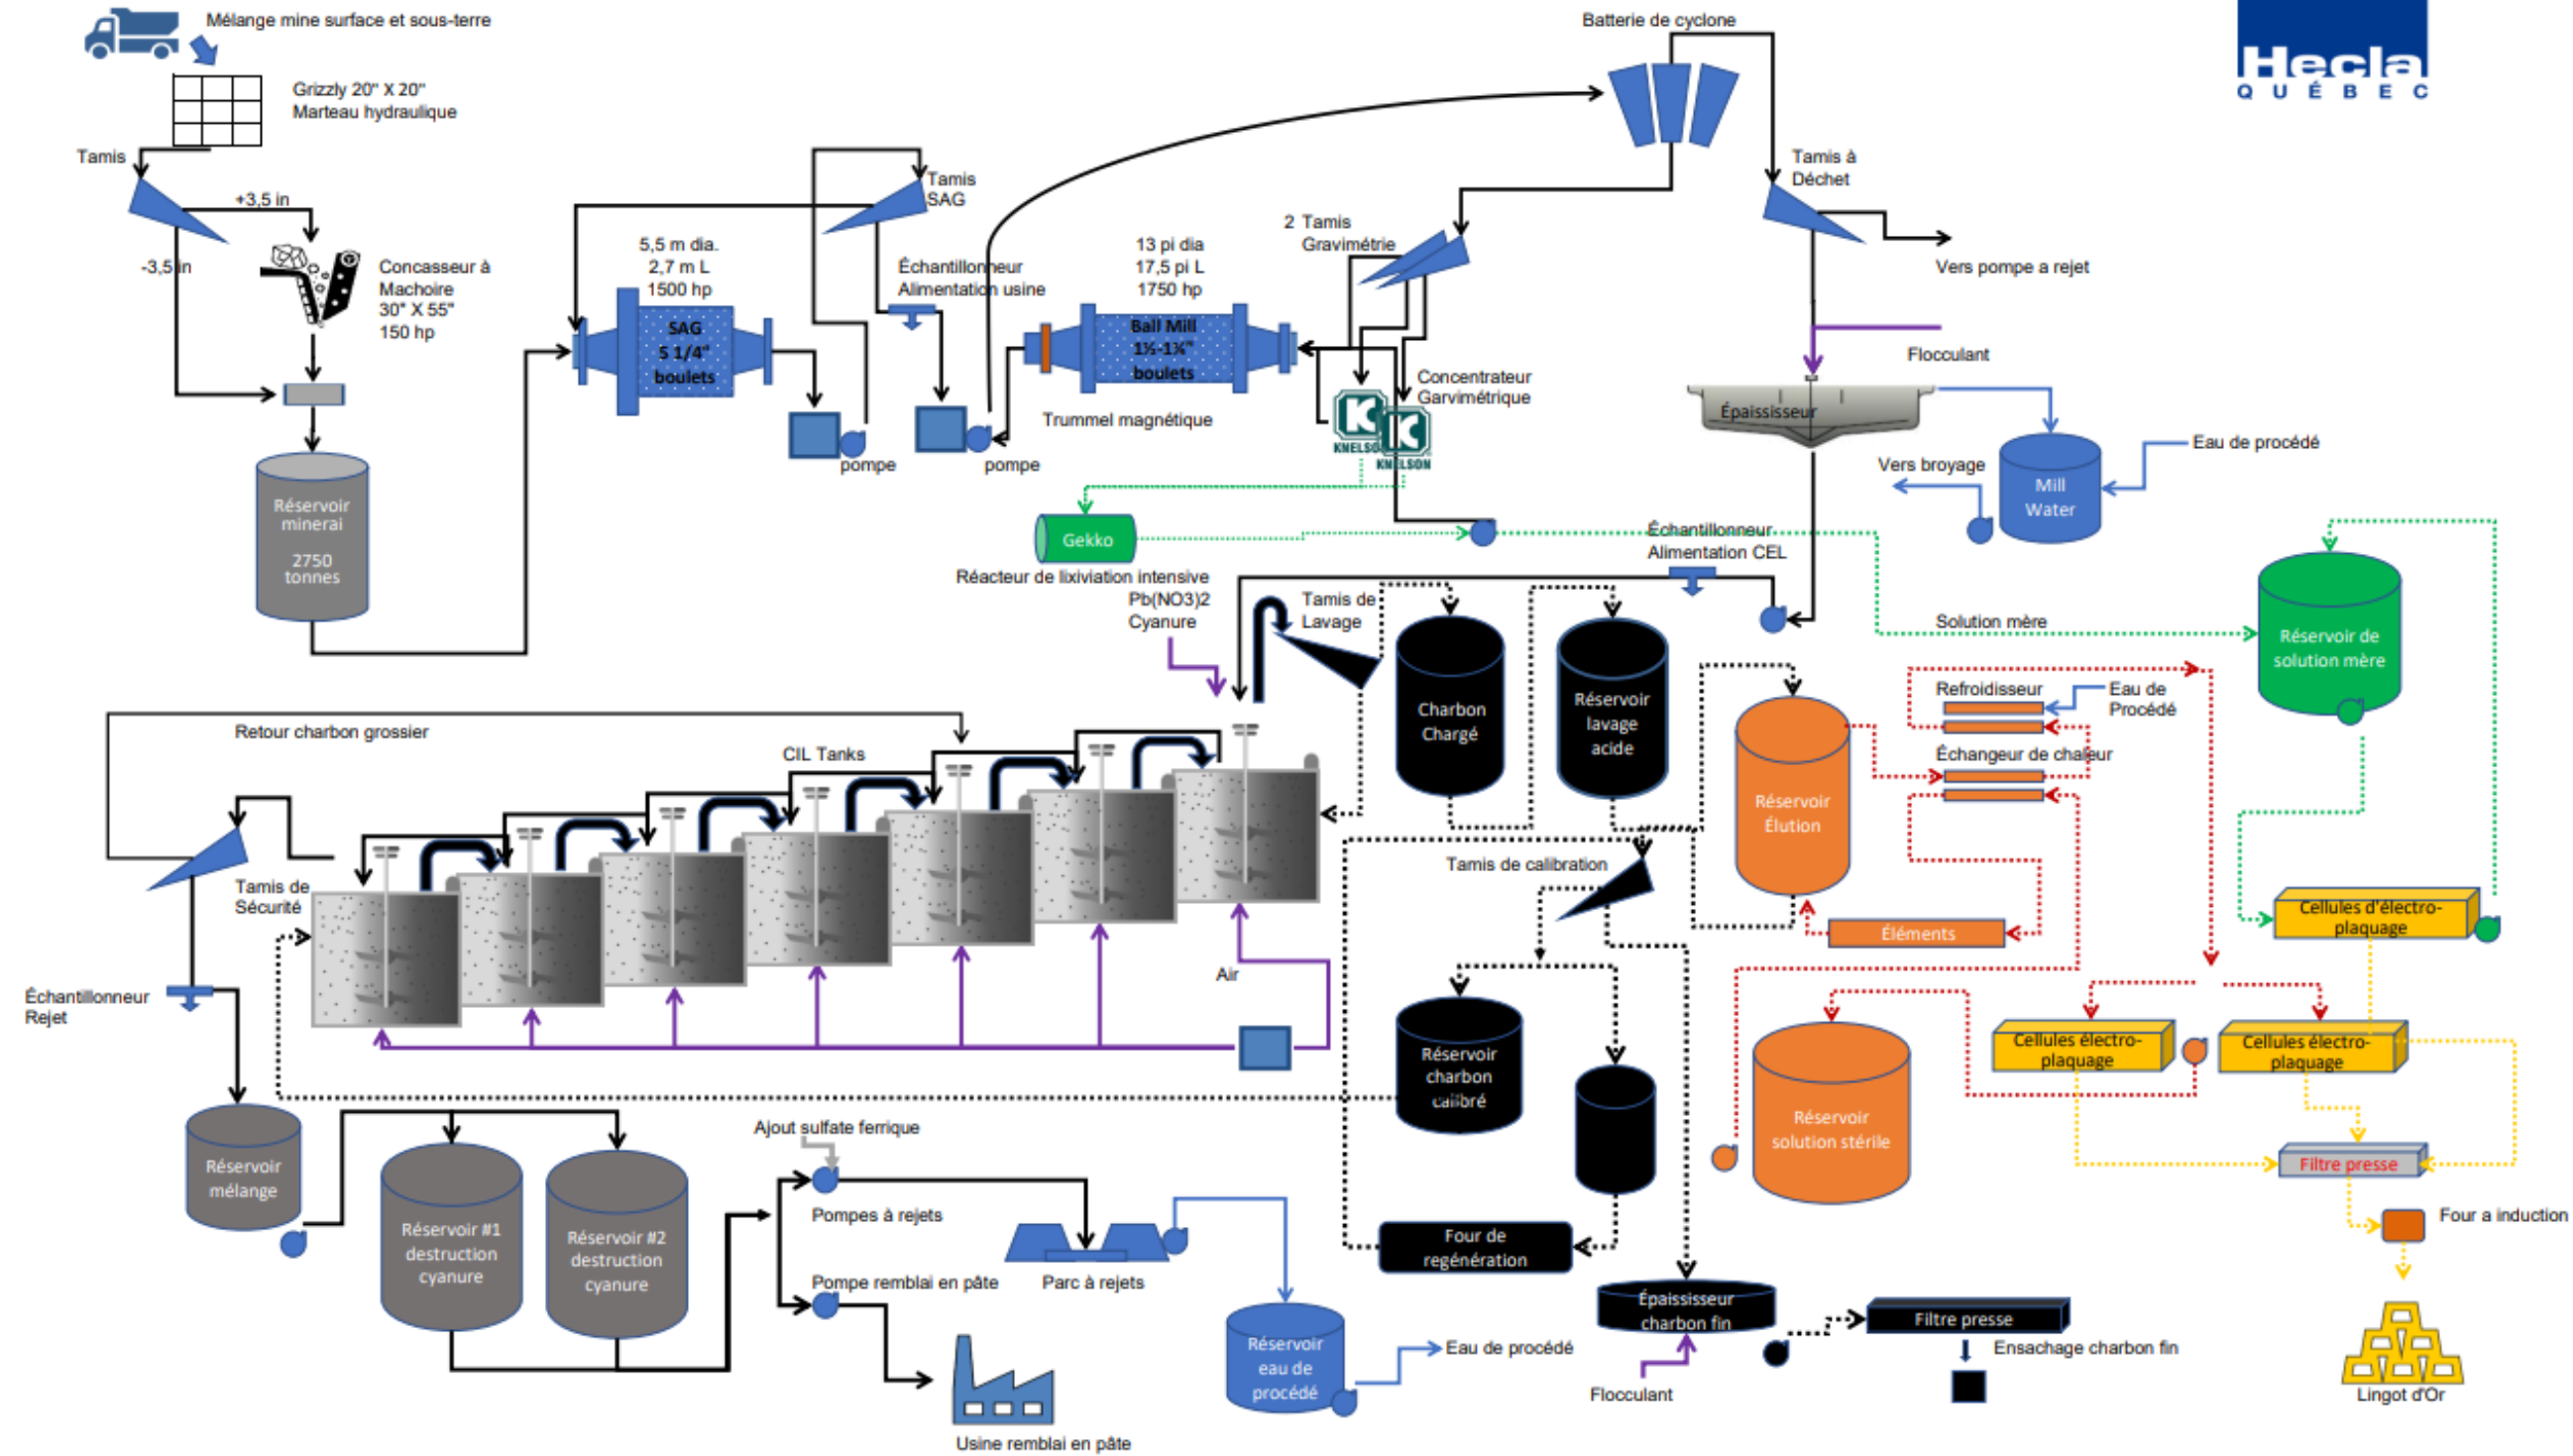 Mélange mine surface et sous-terre
Batterie de cyclone
Hecla
QUÉBEC
Grizzly 20" X 20"
Marteau hydraulique
Tamis
+3,5 in
-3,5 in
Concasseur à
Machoire
30" X 55"
150 hp
Réservoir
minerai
2750
tonnes
5,5 m dia.
2,7 m L
1500 hp
SAG
5 1/4"
boulets
Tamis
SAG
Échantillonneur
Alimentation usine
pompe
pompe
13 pi dia
17,5 pi L
1750 hp
Ball Mill
1½-1¾"
boulets
Trummel magnétique
2 Tamis
Gravimétrie
Concentrateur
Garvimétrique
K
KNELSON
K
KNELSON
Tamis à
Déchet
Vers pompe a rejet
Flocculant
Épaississeur
Eau de procédé
Vers broyage
Mill
Water
Gekko
Réacteur de lixiviation intensive
Pb(NO3)2
Cyanure
Échantillonneur
Alimentation CEL
Tamis de
Lavage
Charbon
Chargé
Réservoir
lavage
acide
Solution mère
Réservoir de
solution mère
Refroidisseur
Eau de
Procédé
Échangeur de chaleur
Réservoir
Élution
Éléments
Cellules d'électro-
plaquage
Retour charbon grossier
CIL Tanks
Tamis de
Sécurité
Échantillonneur
Rejet
Air
Tamis de calibration
Réservoir
charbon
calibré
Réservoir
solution stérile
Cellules électro-
plaquage
Cellules électro-
plaquage
Filtre presse
Four a induction
Lingot d'Or
Réservoir
mélange
Réservoir #1
destruction
cyanure
Réservoir #2
destruction
cyanure
Ajout sulfate ferrique
Pompes à rejets
Pompe remblai en pâte
Parc à rejets
Usine remblai en pâte
Réservoir
eau de
procédé
Eau de procédé
Four de
regénération
Épaississeur
charbon fin
Flocculant
Filtre presse
Ensachage charbon fin